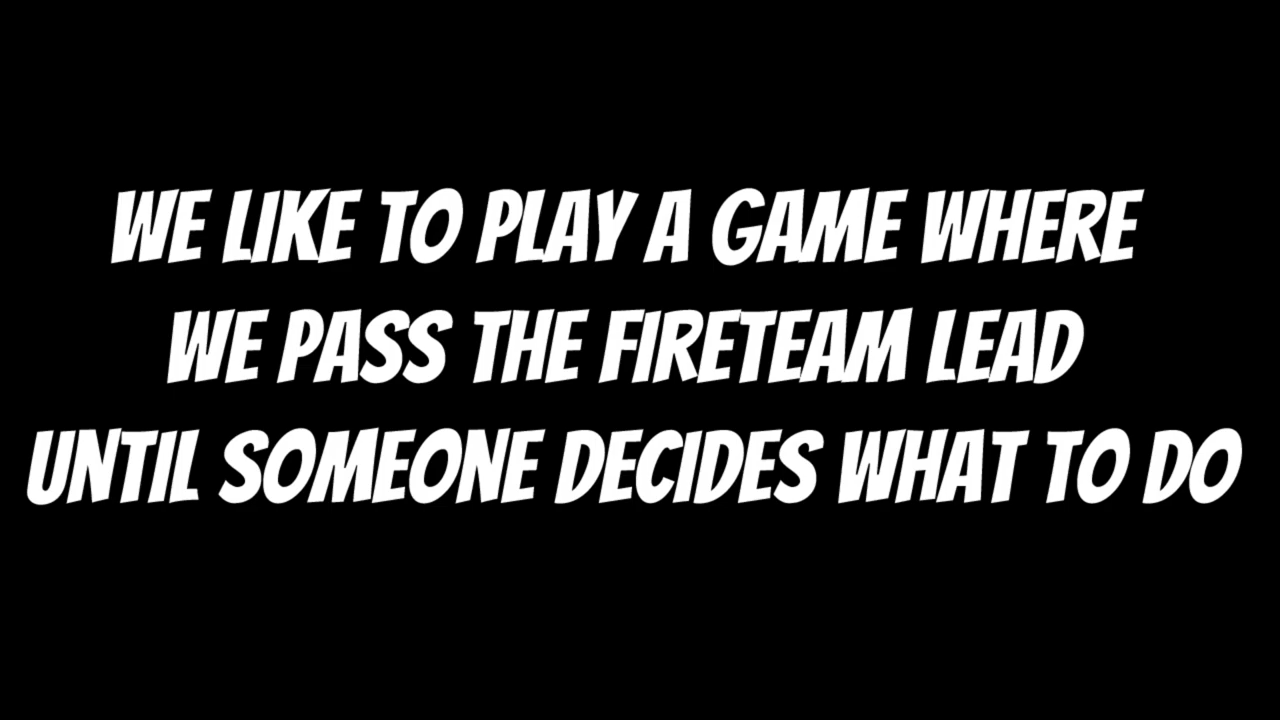 WE LIKE TO PLAY A GAME WHERE
WE PASS THE FIRETEAM LEAD
UNTIL SOMEONE DECIDES WHAT TO DO